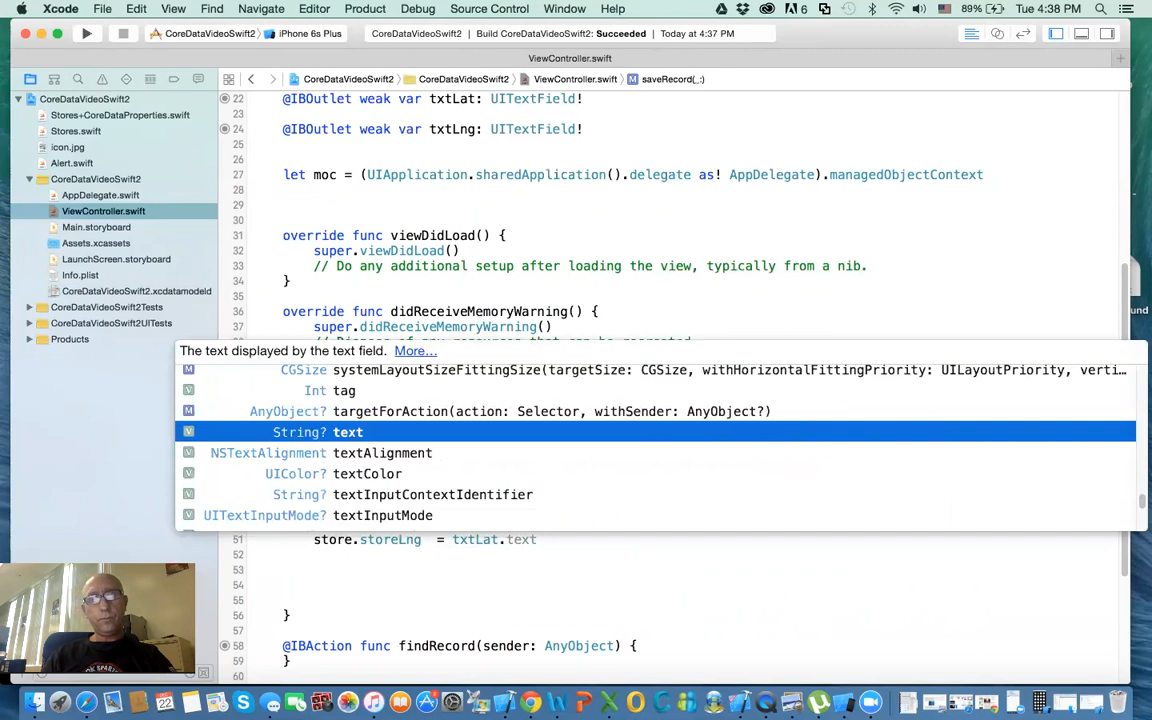 Xcode File Edit View Find Navigate Editor Product Debug Source Control Window Help 6 89% Tue 4:38 PM
CoreDataVideoSwift2 iPhone 6s Plus CoreDataVideoSwift2 | Build CoreDataVideoSwift2: Succeeded | Today at 4:37 PM
ViewController.swift
CoreDataVideoSwift2 CoreDataVideoSwift2 ViewController.swift M saveRecord(_:)
CoreDataVideoSwift2
Stores+CoreDataProperties.swift
Stores.swift
icon.jpg
Alert.swift
CoreDataVideoSwift2
AppDelegate.swift
ViewController.swift
Main.storyboard
Assets.xcassets
LaunchScreen.storyboard
Info.plist
CoreDataVideoSwift2.xcdatamodeld
CoreDataVideoSwift2Tests
CoreDataVideoSwift2UITests
Products
22 @IBOutlet weak var txtLat: UITextField!
23
24 @IBOutlet weak var txtLng: UITextField!
25
26
27 let moc = (UIApplication.sharedApplication().delegate as! AppDelegate).managedObjectContext
28
29
30
31 override func viewDidLoad() {
32 super.viewDidLoad()
33 // Do any additional setup after loading the view, typically from a nib.
34 }
35
36 override func didReceiveMemoryWarning() {
37 super.didReceiveMemoryWarning()
The text displayed by the text field. More...
M CGSize systemLayoutSizeFittingSize(targetSize: CGSize, withHorizontalFittingPriority: UILayoutPriority, verti...
V Int tag
M AnyObject? targetForAction(action: Selector, withSender: AnyObject?)
V String? text
V NSTextAlignment textAlignment
V UIColor? textColor
V String? textInputContextIdentifier
V UITextInputMode? textInputMode
51 store.storeLng = txtLat.text
52
53
54
55
56 }
57
58 @IBAction func findRecord(sender: AnyObject) {
59 }
60